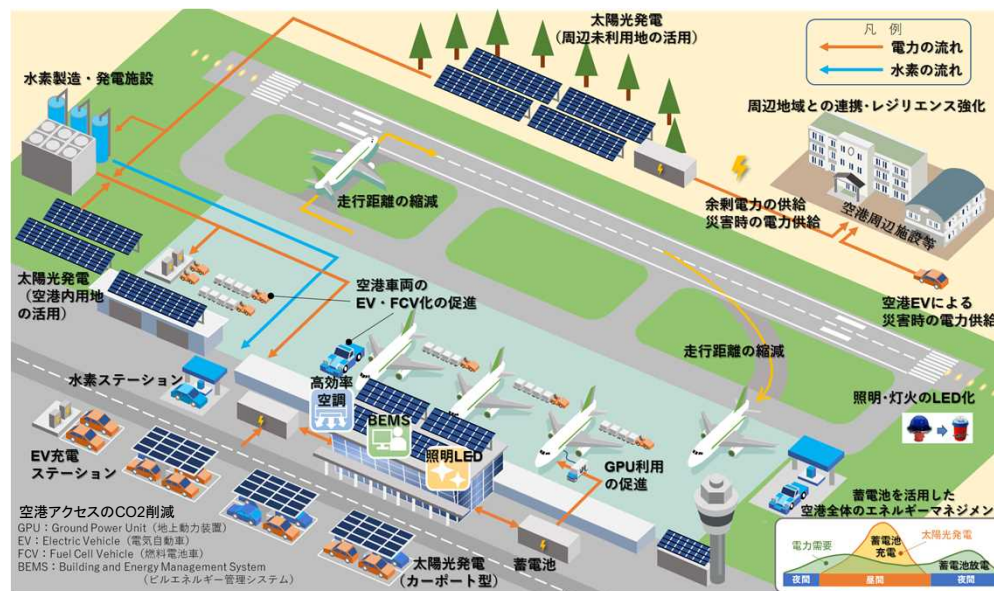 太陽光発電
(周辺未利用地の活用)
凡 例
電力の流れ
水素の流れ
水素製造・発電施設
周辺地域との連携・レジリエンス強化
走行距離の縮減
余剰電力の供給
災害時の電力供給
空港周辺施設等
太陽光発電
(空港内用地
の活用)
空港車両の
EV・FCV化の促進
空港EVによる
災害時の電力供給
走行距離の縮減
水素ステーション
高効率
空調
BEMS
照明LED
照明・灯火のLED化
EV充電
ステーション
GPU利用
の促進
蓄電池を活用した
空港全体のエネルギーマネジメン
空港アクセスのCO2削減
GPU：Ground Power Unit（地上動力装置）
EV：Electric Vehicle（電気自動車）
FCV：Fuel Cell Vehicle（燃料電池車）
BEMS：Building and Energy Management System
（ビルエネルギー管理システム）
太陽光発電
(カーポート型)
蓄電池
電力需要
蓄電池
充電
太陽光発電
蓄電池放電
夜間
昼間
夜間